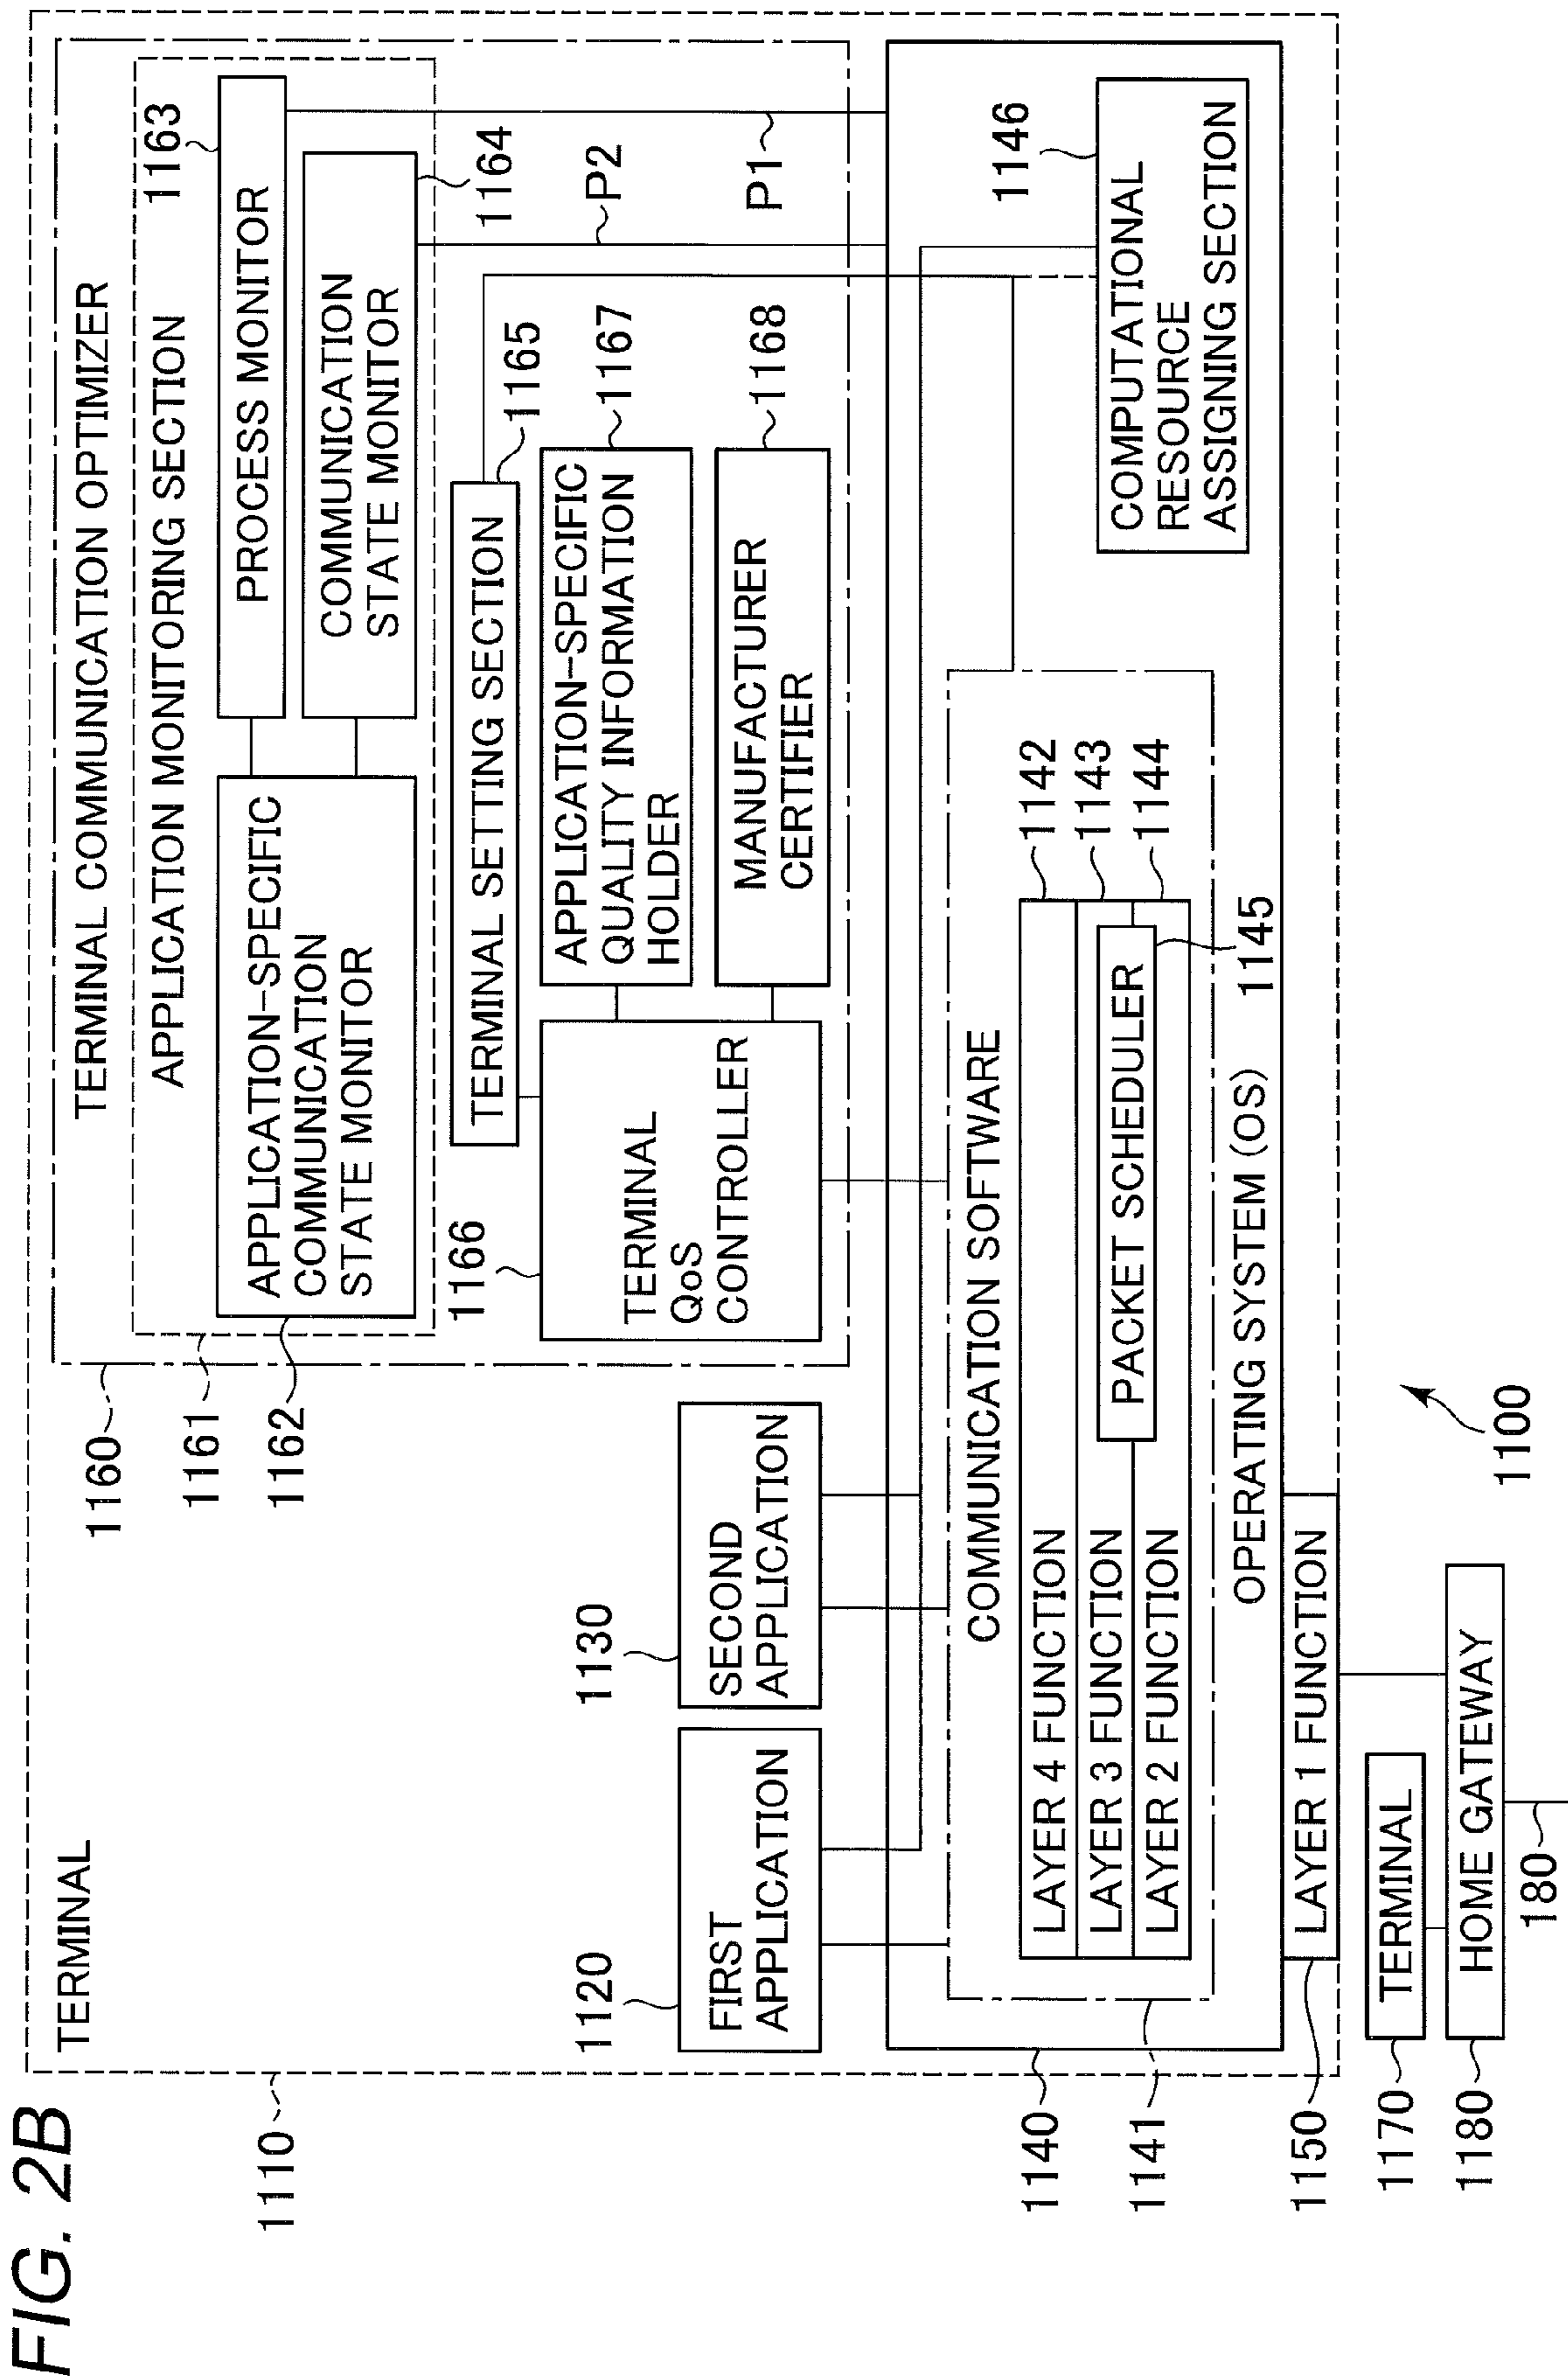 FIG. 2B
TERMINAL
1110
TERMINAL COMMUNICATION OPTIMIZER
1160
APPLICATION MONITORING SECTION
1161
APPLICATION-SPECIFIC
COMMUNICATION
STATE MONITOR
1162
PROCESS MONITOR
1163
COMMUNICATION
STATE MONITOR
1164
TERMINAL SETTING SECTION
1165
1166
TERMINAL
QoS
CONTROLLER
APPLICATION-SPECIFIC
QUALITY INFORMATION
HOLDER
1167
MANUFACTURER
CERTIFIER
1168
P2
P1
1120
FIRST
APPLICATION
1130
SECOND
APPLICATION
1140
COMMUNICATION SOFTWARE
1141
LAYER 4 FUNCTION
1142
LAYER 3 FUNCTION
1143
LAYER 2 FUNCTION
1144
PACKET SCHEDULER
1145
OPERATING SYSTEM (OS)
1146
COMPUTATIONAL
RESOURCE
ASSIGNING SECTION
1150
LAYER 1 FUNCTION
1170
TERMINAL
1180
HOME GATEWAY
180
1100